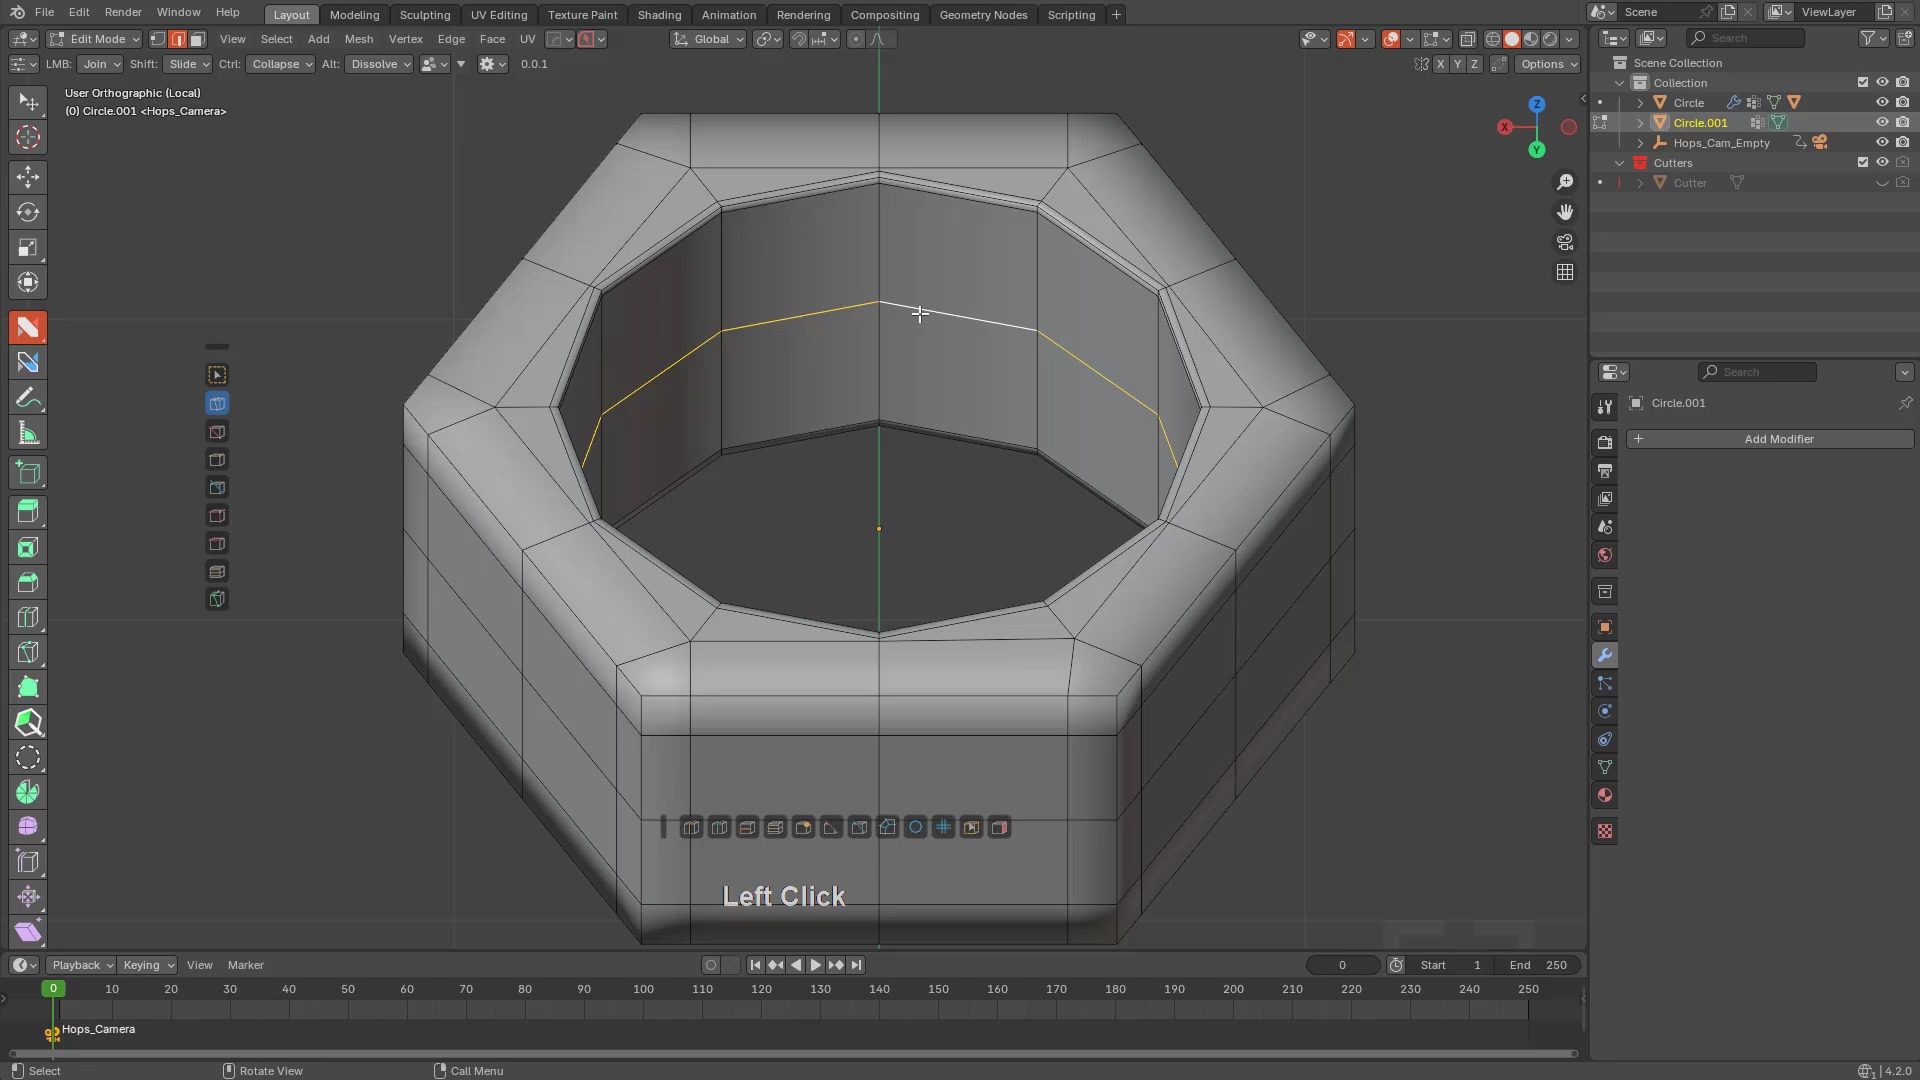 File Edit Render Window Help Layout Modeling Sculpting UV Editing Texture Paint Shading Animation Rendering Compositing Geometry Nodes Scripting + Scene ViewLayer
Edit Mode View Select Add Mesh Vertex Edge Face UV Global Search
LMB: Join Shift: Slide Ctrl: Collapse Alt: Dissolve 0.0.1 X Y Z Options
User Orthographic (Local)
(0) Circle.001 <Hops_Camera>
Z
X
Y
Scene Collection
Collection
Circle
Circle.001
Hops_Cam_Empty
Cutters
Cutter
Search
Circle.001
+ Add Modifier
Left Click
Playback Keying View Marker 0 Start 1 End 250
0 10 20 30 40 50 60 70 80 90 100 110 120 130 140 150 160 170 180 190 200 210 220 230 240 250
Hops_Camera
Select Rotate View Call Menu 4.2.0